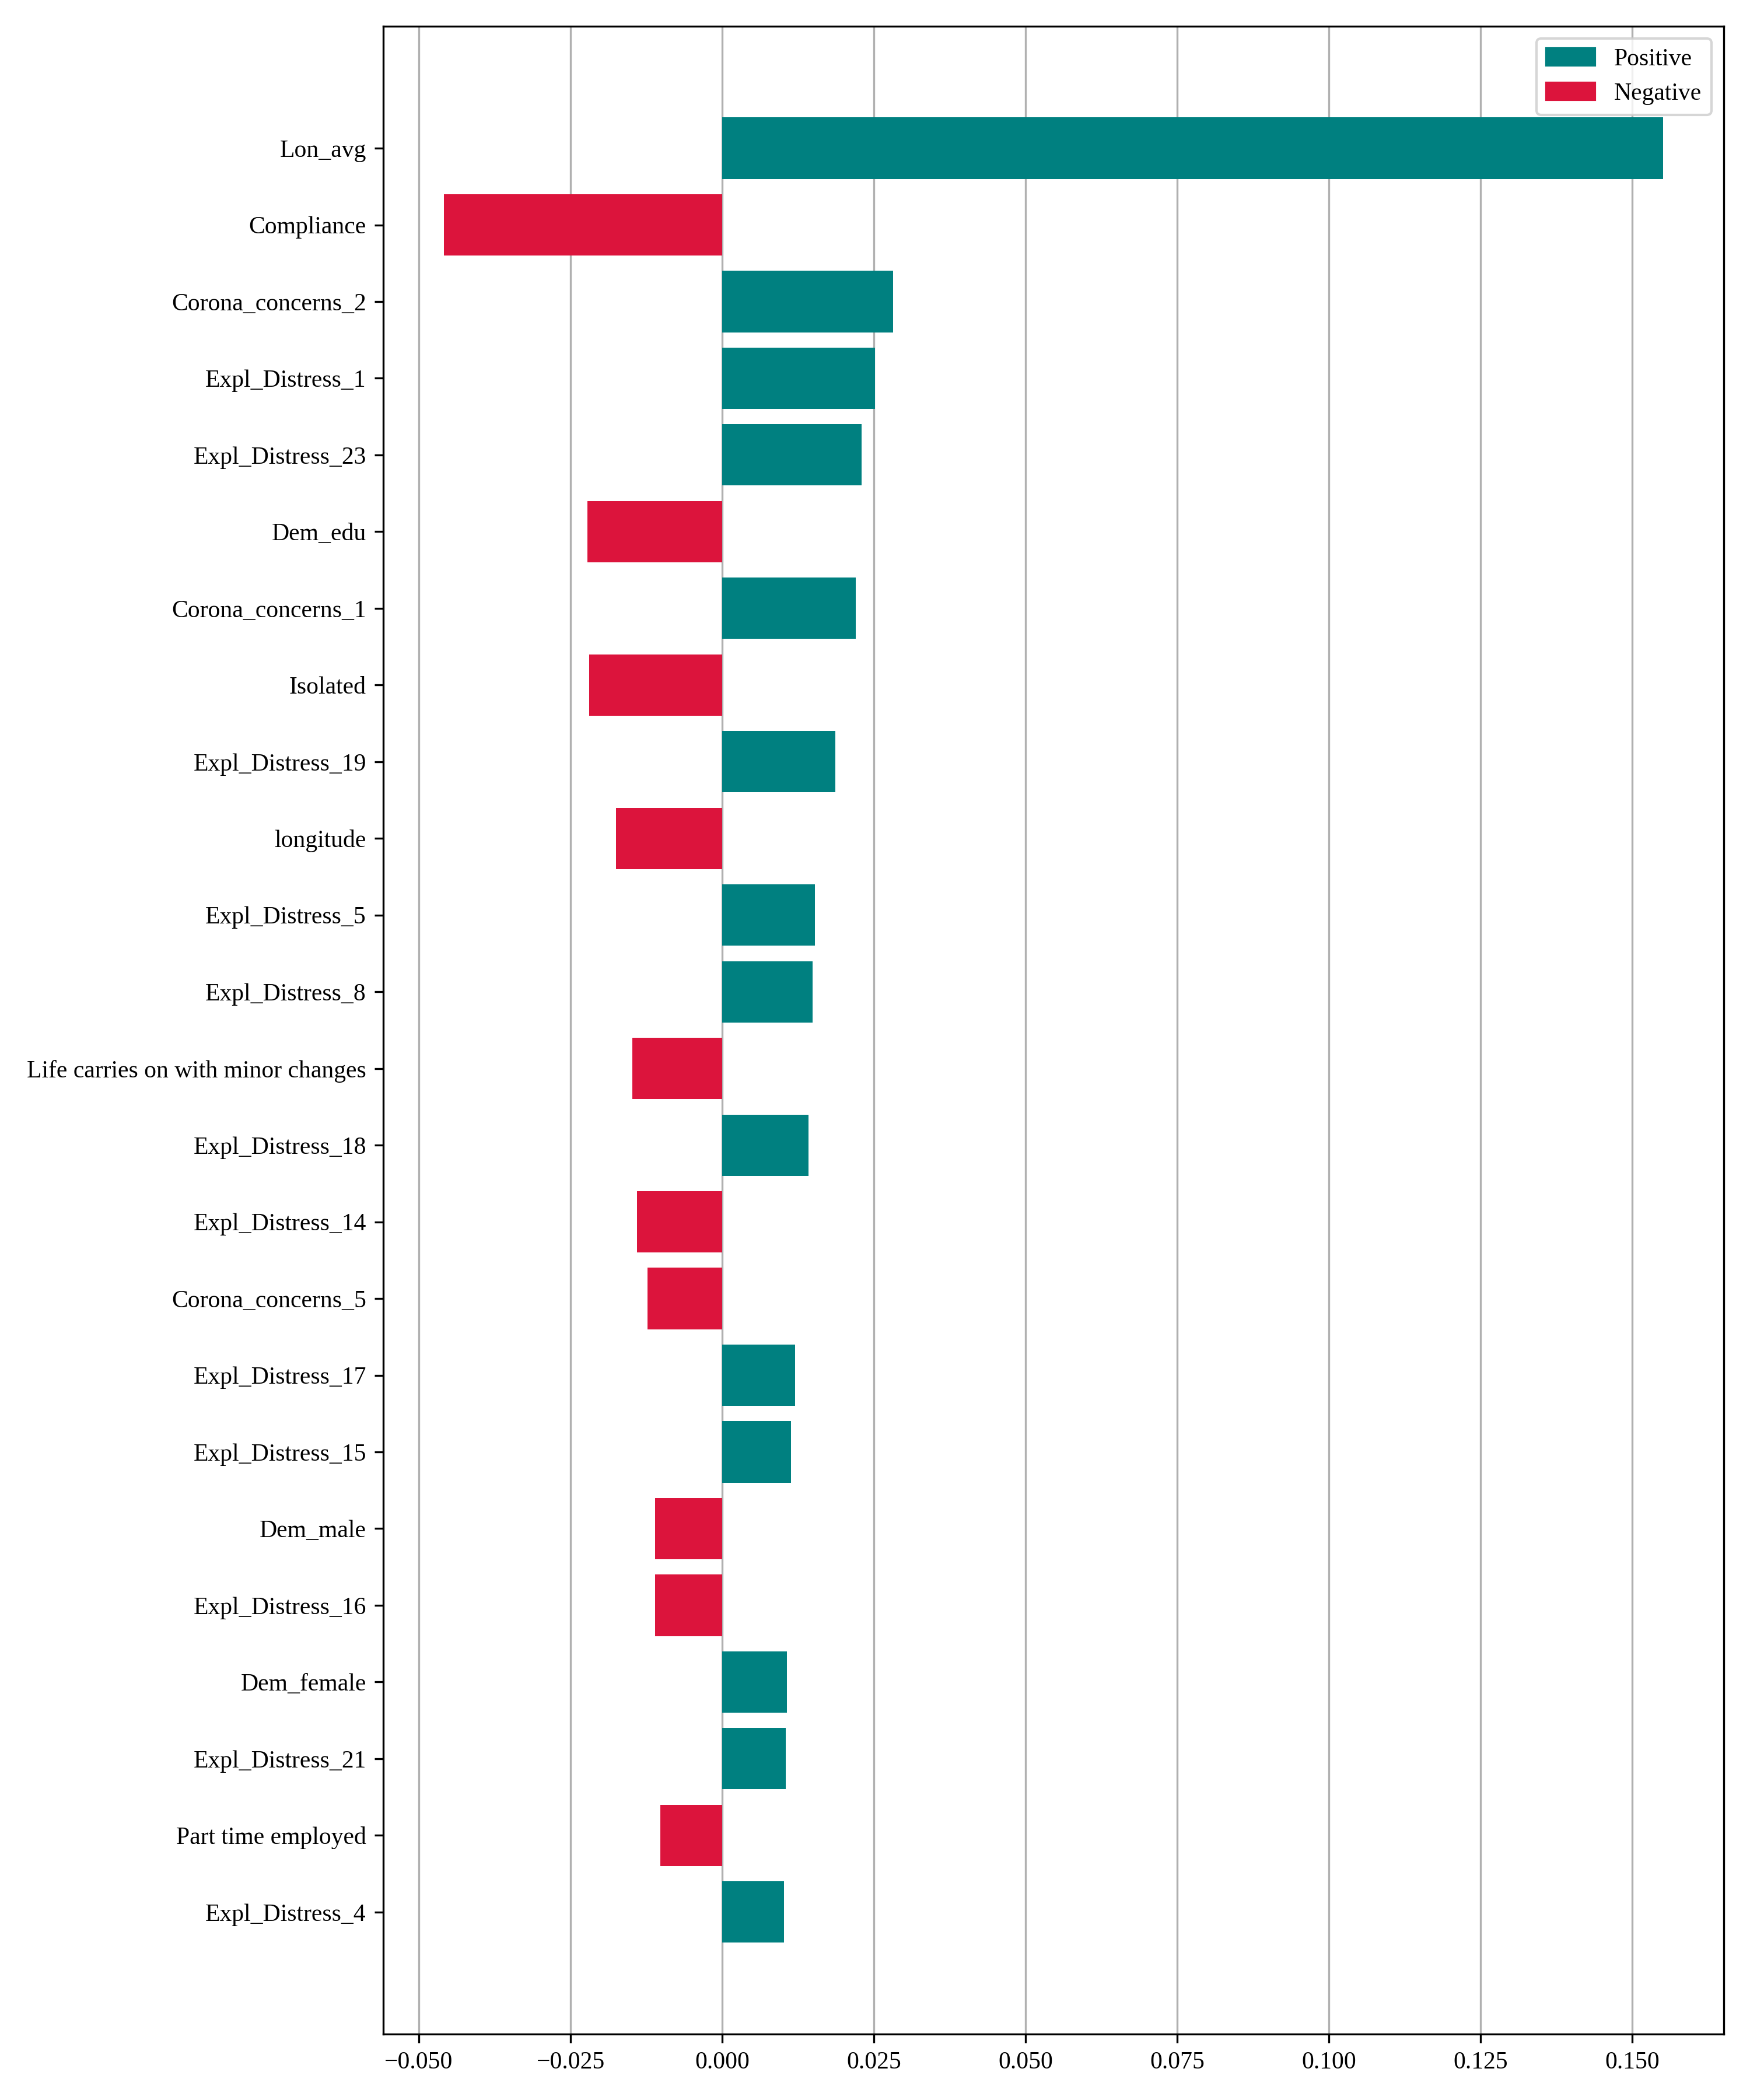 Positive
Negative
Lon_avg
Compliance
Corona_concerns_2
Expl_Distress_1
Expl_Distress_23
Dem_edu
Corona_concerns_1
Isolated
Expl_Distress_19
longitude
Expl_Distress_5
Expl_Distress_8
Life carries on with minor changes
Expl_Distress_18
Expl_Distress_14
Corona_concerns_5
Expl_Distress_17
Expl_Distress_15
Dem_male
Expl_Distress_16
Dem_female
Expl_Distress_21
Part time employed
Expl_Distress_4
−0.050 −0.025 0.000 0.025 0.050 0.075 0.100 0.125 0.150